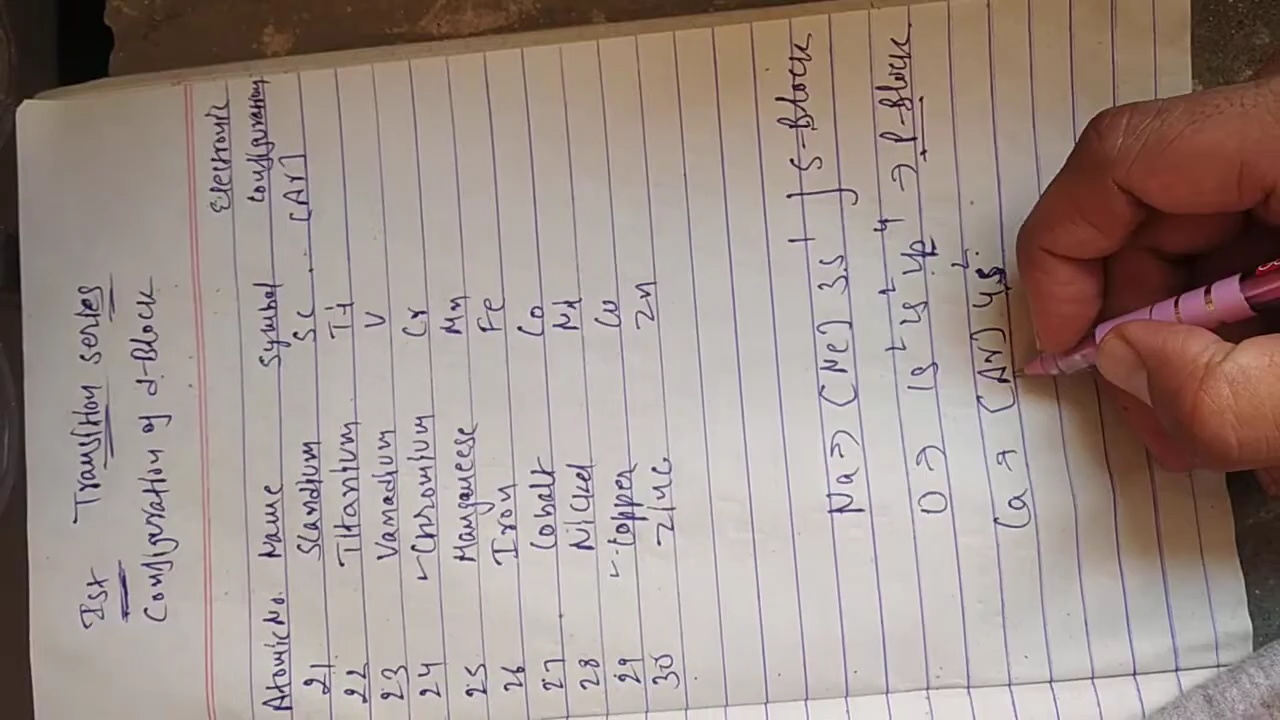 Ist Transition series
Configuration of d-Block
Electronic
Atomic No. Name Symbol Configuration
21 Scandium Sc [Ar]
22 Titanium Ti
23 Vanadium V
24 Chromium Cr
25 Manganeese Mn
26 Iron Fe
27 Cobalt Co
28 Nickel Ni
29 Copper Cu
30 Zinc Zn
Na → [Ne] 3s¹ ] S-Block
O → 1s² 2s² 2p⁴ → P-Block
Ca → [Ar] 4s²